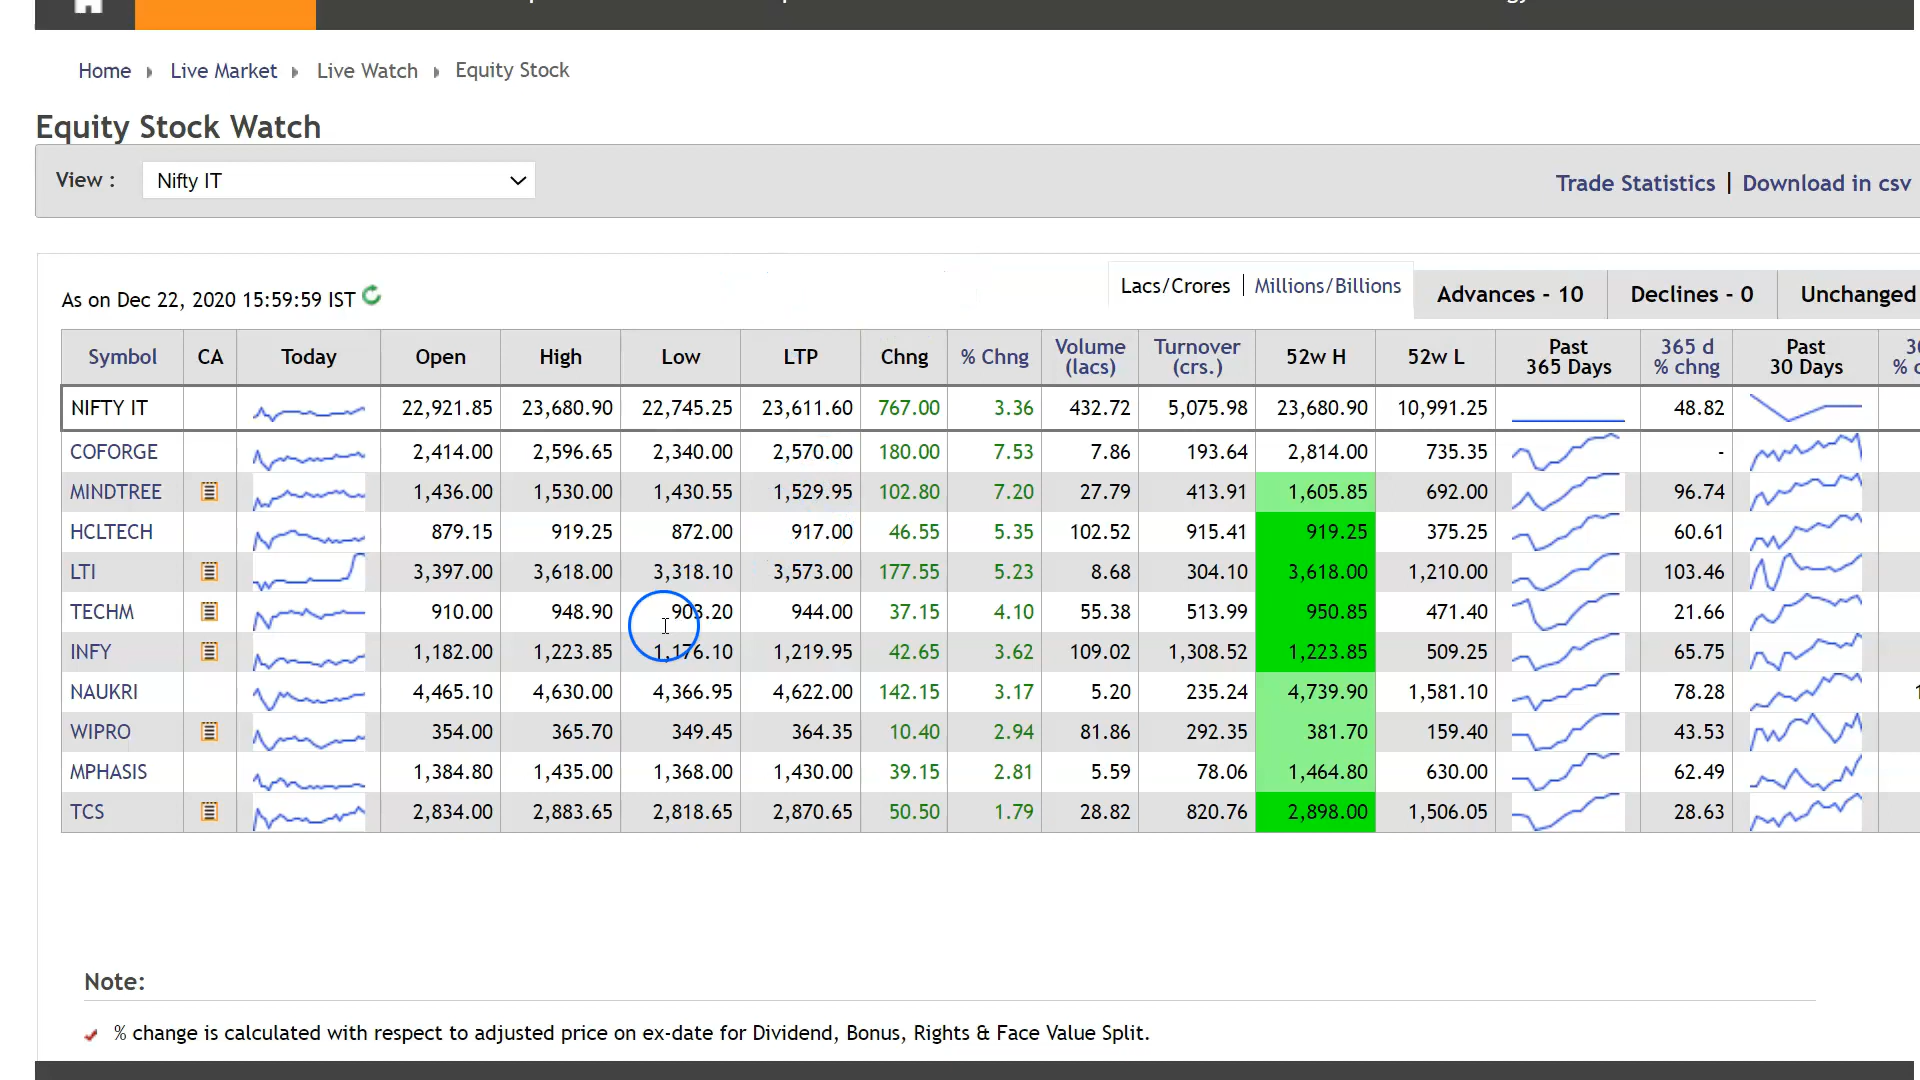 Home Live Market Live Watch Equity Stock
Equity Stock Watch
View : Nifty IT Trade Statistics | Download in csv
As on Dec 22, 2020 15:59:59 IST Lacs/Crores | Millions/Billions Advances - 10 Declines - 0 Unchanged
Symbol CA Today Open High Low LTP Chng % Chng Volume (lacs) Turnover (crs.) 52w H 52w L Past 365 Days 365 d % chng Past 30 Days
NIFTY IT 22,921.85 23,680.90 22,745.25 23,611.60 767.00 3.36 432.72 5,075.98 23,680.90 10,991.25 48.82
COFORGE 2,414.00 2,596.65 2,340.00 2,570.00 180.00 7.53 7.86 193.64 2,814.00 735.35 -
MINDTREE 1,436.00 1,530.00 1,430.55 1,529.95 102.80 7.20 27.79 413.91 1,605.85 692.00 96.74
HCLTECH 879.15 919.25 872.00 917.00 46.55 5.35 102.52 915.41 919.25 375.25 60.61
LTI 3,397.00 3,618.00 3,318.10 3,573.00 177.55 5.23 8.68 304.10 3,618.00 1,210.00 103.46
TECHM 910.00 948.90 903.20 944.00 37.15 4.10 55.38 513.99 950.85 471.40 21.66
INFY 1,182.00 1,223.85 1,176.10 1,219.95 42.65 3.62 109.02 1,308.52 1,223.85 509.25 65.75
NAUKRI 4,465.10 4,630.00 4,366.95 4,622.00 142.15 3.17 5.20 235.24 4,739.90 1,581.10 78.28
WIPRO 354.00 365.70 349.45 364.35 10.40 2.94 81.86 292.35 381.70 159.40 43.53
MPHASIS 1,384.80 1,435.00 1,368.00 1,430.00 39.15 2.81 5.59 78.06 1,464.80 630.00 62.49
TCS 2,834.00 2,883.65 2,818.65 2,870.65 50.50 1.79 28.82 820.76 2,898.00 1,506.05 28.63
Note:
% change is calculated with respect to adjusted price on ex-date for Dividend, Bonus, Rights & Face Value Split.